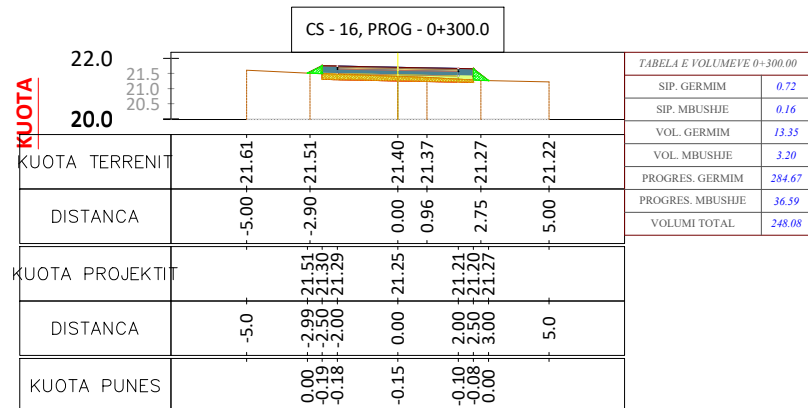 CS - 16, PROG - 0+300.0
KUOTA
22.0
21.5
21.0
20.5
20.0
TABELA E VOLUMEVE 0+300.00
SIP. GERMIM 0.72
SIP. MBUSHJE 0.16
VOL. GERMIM 13.35
VOL. MBUSHJE 3.20
PROGRES. GERMIM 284.67
PROGRES. MBUSHJE 36.59
VOLUMI TOTAL 248.08
KUOTA TERRENIT 21.61 21.51 21.40 21.37 21.27 21.22
DISTANCA -5.00 -2.90 0.00 0.96 2.75 5.00
KUOTA PROJEKTIT 21.51 21.30 21.29 21.25 21.21 21.20 21.27
DISTANCA -5.0 -2.99 -2.50 -2.00 0.00 2.00 2.50 3.00 5.0
KUOTA PUNES 0.00 -0.19 -0.18 -0.15 -0.10 -0.08 0.00